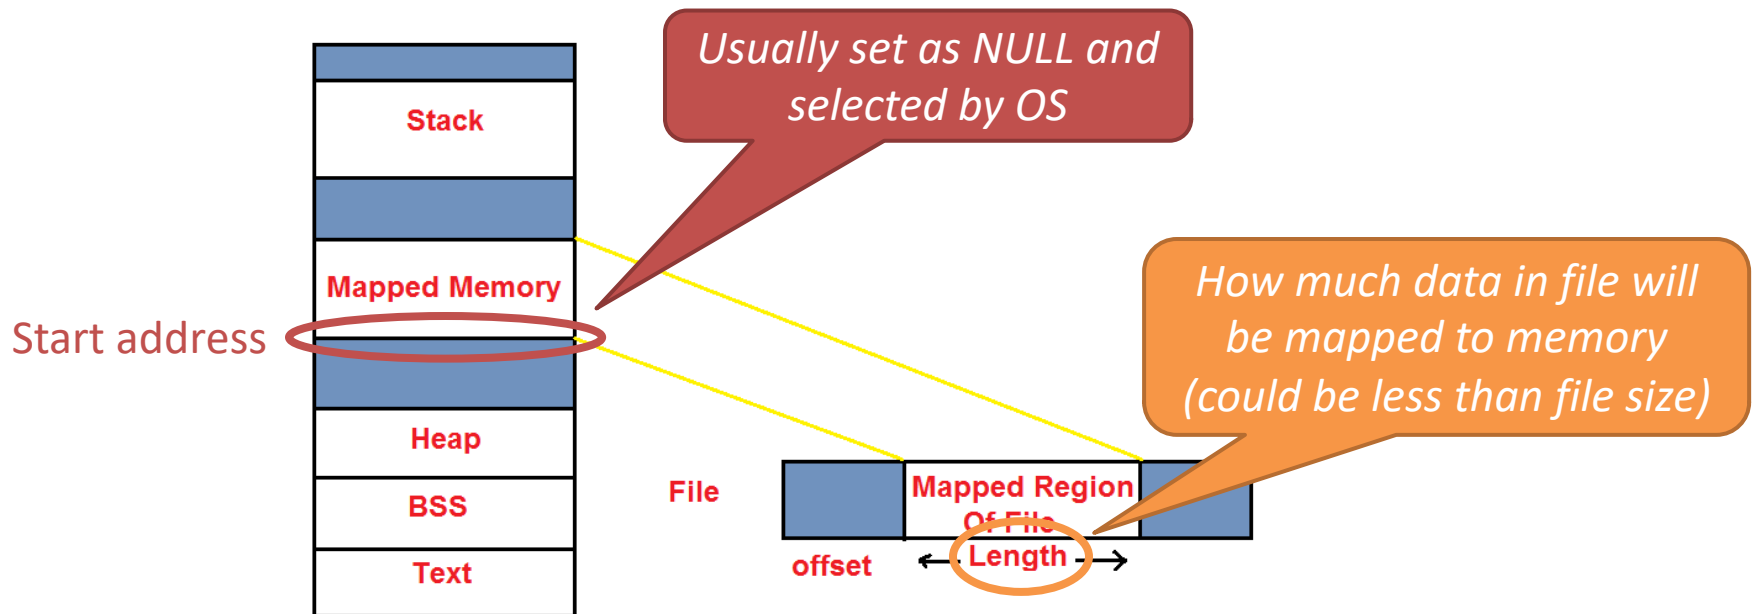 Usually set as NULL and
selected by OS
Stack
Mapped Memory
Start address
How much data in file will
be mapped to memory
(could be less than file size)
Heap
BSS
Text
File
Mapped Region
Of File
offset
Length